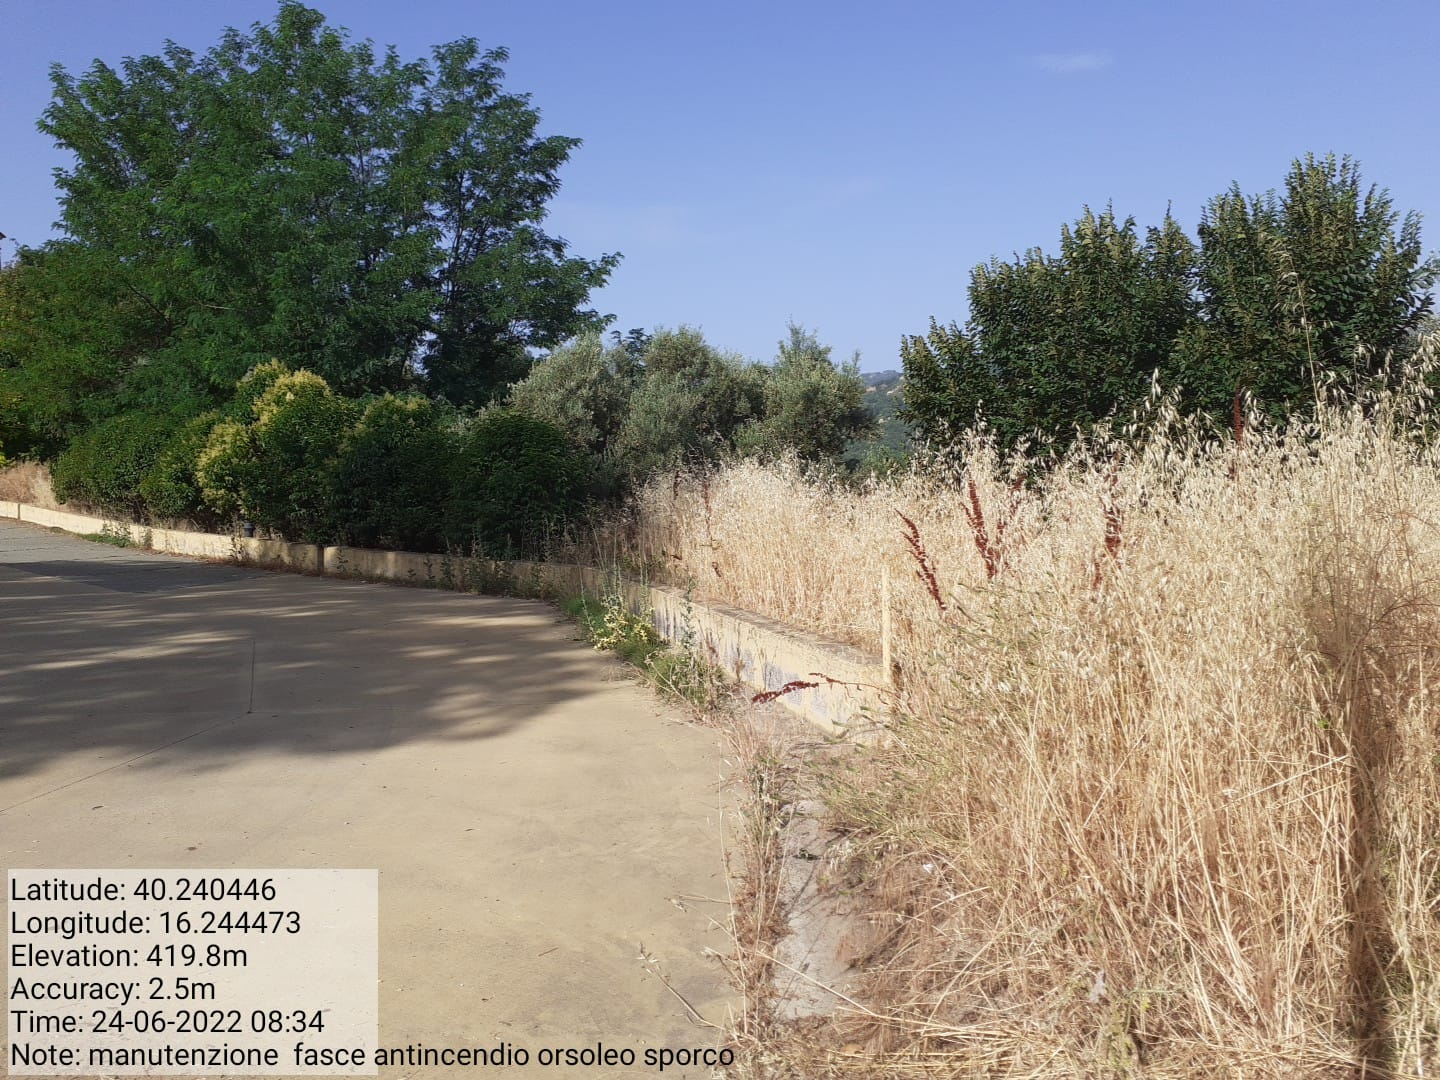 Latitude: 40.240446
Longitude: 16.244473
Elevation: 419.8m
Accuracy: 2.5m
Time: 24-06-2022 08:34
Note: manutenzione  fasce antincendio orsoleo sporco